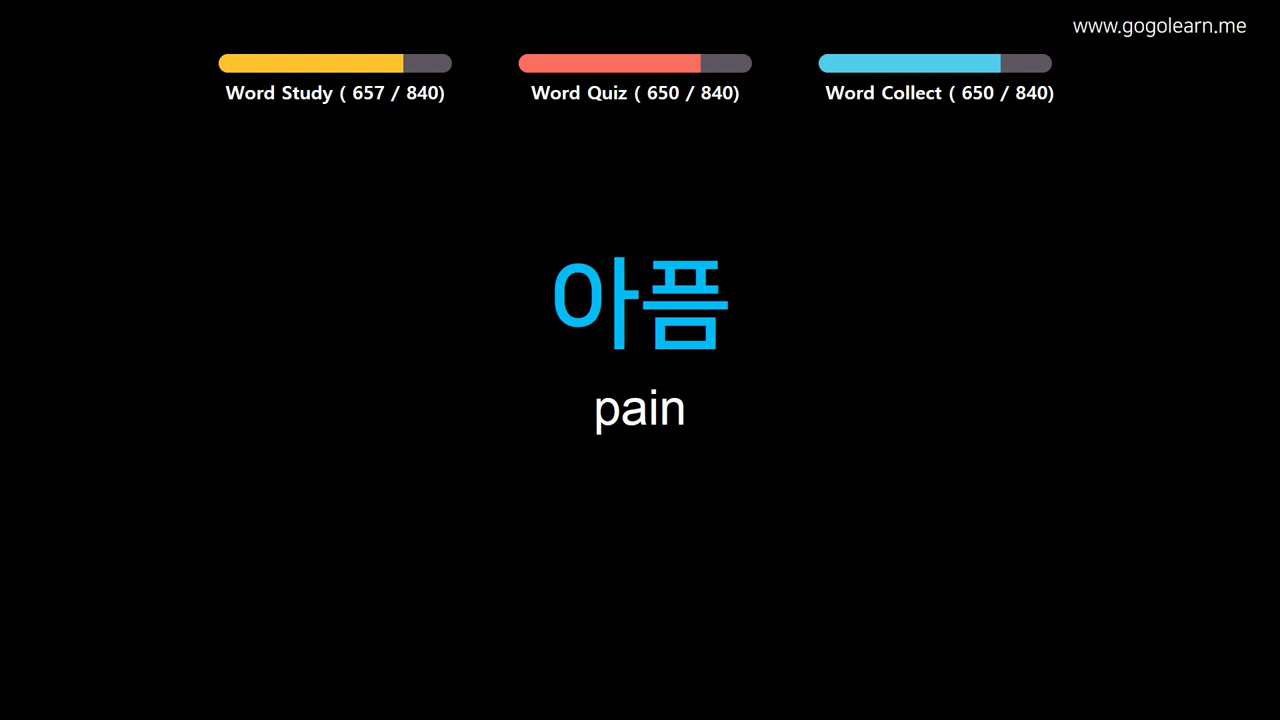 www.gogolearn.me
Word Study ( 657 / 840)
Word Quiz ( 650 / 840)
Word Collect ( 650 / 840)
아픔
pain